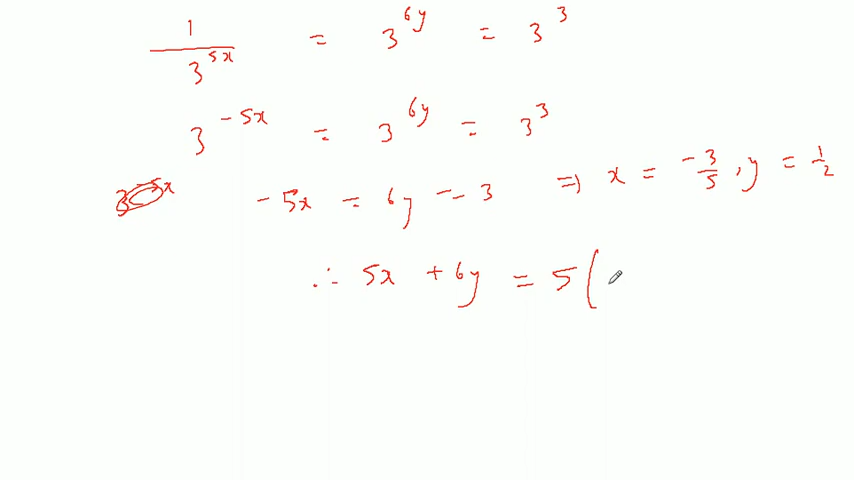 1/3^{5x} = 3^{6y} = 3^3
3^{-5x} = 3^{6y} = 3^3
-5x = 6y = 3 ⇒ x = -3/5, y = 1/2
∴ 5x + 6y = 5(